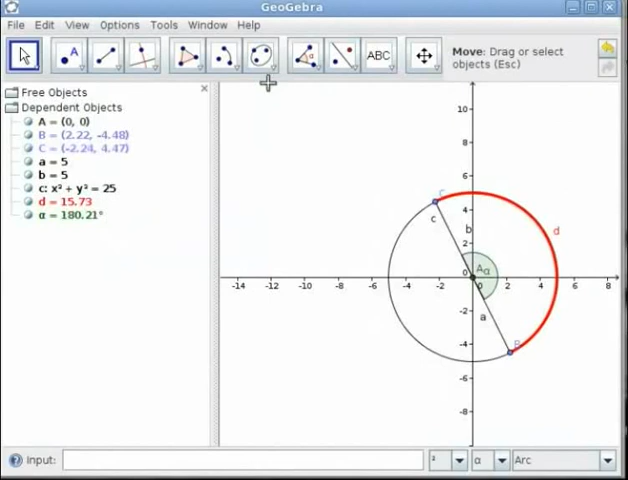 GeoGebra
File Edit View Options Tools Window Help
A
α
ABC
Move: Drag or select
objects (Esc)
Free Objects
Dependent Objects
A = (0, 0)
B = (2.22, -4.48)
C = (-2.24, 4.47)
a = 5
b = 5
c: x² + y² = 25
d = 15.73
α = 180.21°
10
8
6
4
2
0
-2
-4
-6
-8
-14 -12 -10 -8 -6 -4 -2 0 2 4 6 8
C
c
b
d
A
α
a
B
Input:
² α Arc